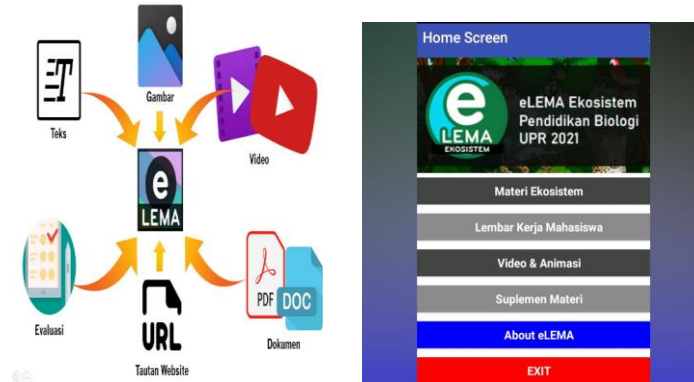 Teks
Gambar
Video
e
LEMA
Evaluasi
URL
Tautan Website
PDF
DOC
Dokumen
Home Screen
e
LEMA
EKOSISTEM
eLEMA Ekosistem
Pendidikan Biologi
UPR 2021
Materi Ekosistem
Lembar Kerja Mahasiswa
Video & Animasi
Suplemen Materi
About eLEMA
EXIT